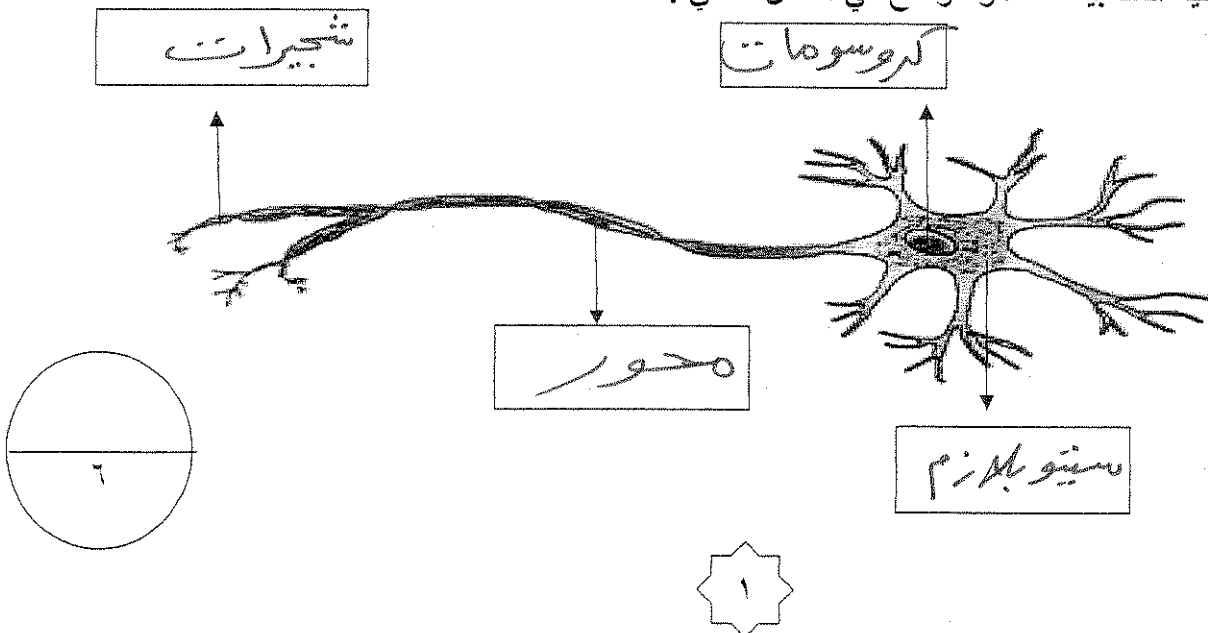 شجيرات
كروسومات
محور
سيتوبلازم
٦
١